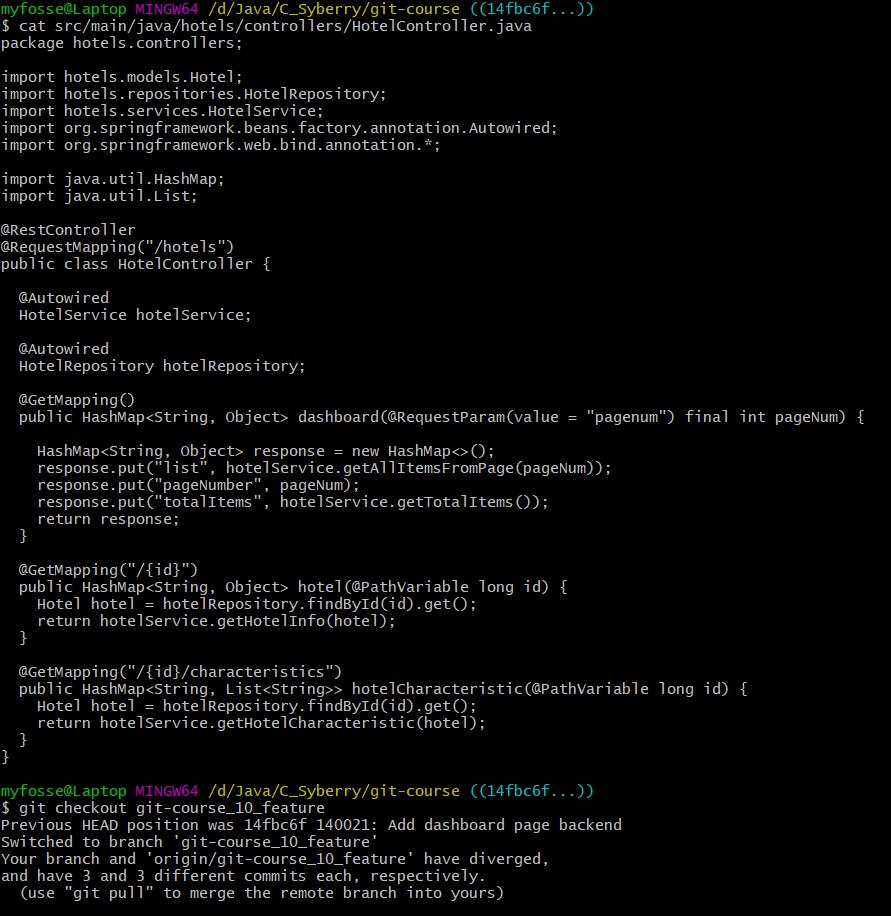 myfosse@Laptop MINGW64 /d/Java/C_Syberry/git-course ((14fbc6f...))
$ cat src/main/java/hotels/controllers/HotelController.java
package hotels.controllers;

import hotels.models.Hotel;
import hotels.repositories.HotelRepository;
import hotels.services.HotelService;
import org.springframework.beans.factory.annotation.Autowired;
import org.springframework.web.bind.annotation.*;

import java.util.HashMap;
import java.util.List;

@RestController
@RequestMapping("/hotels")
public class HotelController {

  @Autowired
  HotelService hotelService;

  @Autowired
  HotelRepository hotelRepository;

  @GetMapping()
  public HashMap<String, Object> dashboard(@RequestParam(value = "pagenum") final int pageNum) {

    HashMap<String, Object> response = new HashMap<>();
    response.put("list", hotelService.getAllItemsFromPage(pageNum));
    response.put("pageNumber", pageNum);
    response.put("totalItems", hotelService.getTotalItems());
    return response;
  }

  @GetMapping("/{id}")
  public HashMap<String, Object> hotel(@PathVariable long id) {
    Hotel hotel = hotelRepository.findById(id).get();
    return hotelService.getHotelInfo(hotel);
  }

  @GetMapping("/{id}/characteristics")
  public HashMap<String, List<String>> hotelCharacteristic(@PathVariable long id) {
    Hotel hotel = hotelRepository.findById(id).get();
    return hotelService.getHotelCharacteristic(hotel);
  }
}

myfosse@Laptop MINGW64 /d/Java/C_Syberry/git-course ((14fbc6f...))
$ git checkout git-course_10_feature
Previous HEAD position was 14fbc6f 140021: Add dashboard page backend
Switched to branch 'git-course_10_feature'
Your branch and 'origin/git-course_10_feature' have diverged,
and have 3 and 3 different commits each, respectively.
  (use "git pull" to merge the remote branch into yours)